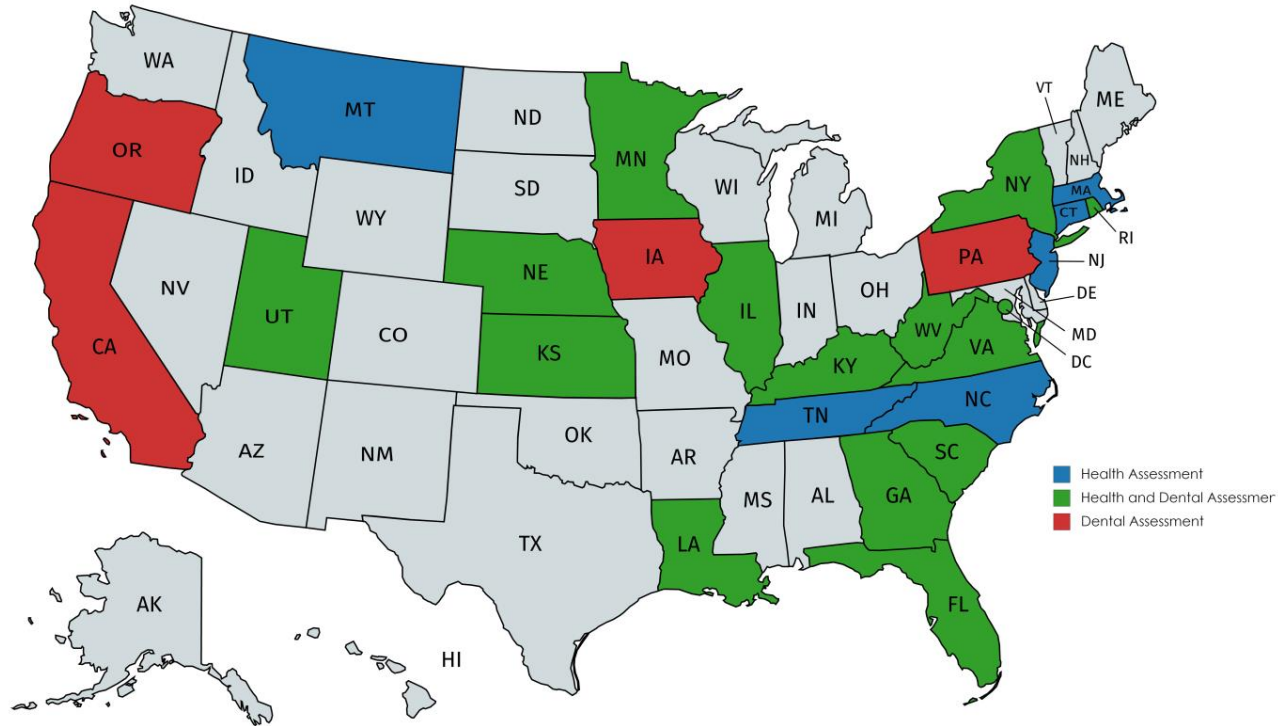 WA
MT
ND
MN
VT
ME
OR
ID
SD
WI
MI
NH
NY
MA
CT
RI
WY
NE
IA
PA
NJ
NV
UT
CO
KS
IL
IN
OH
DE
MD
DC
CA
MO
KY
WV
VA
AZ
NM
OK
AR
TN
NC
SC
MS
AL
GA
TX
LA
FL
AK
HI
Health Assessment
Health and Dental Assessmer
Dental Assessment